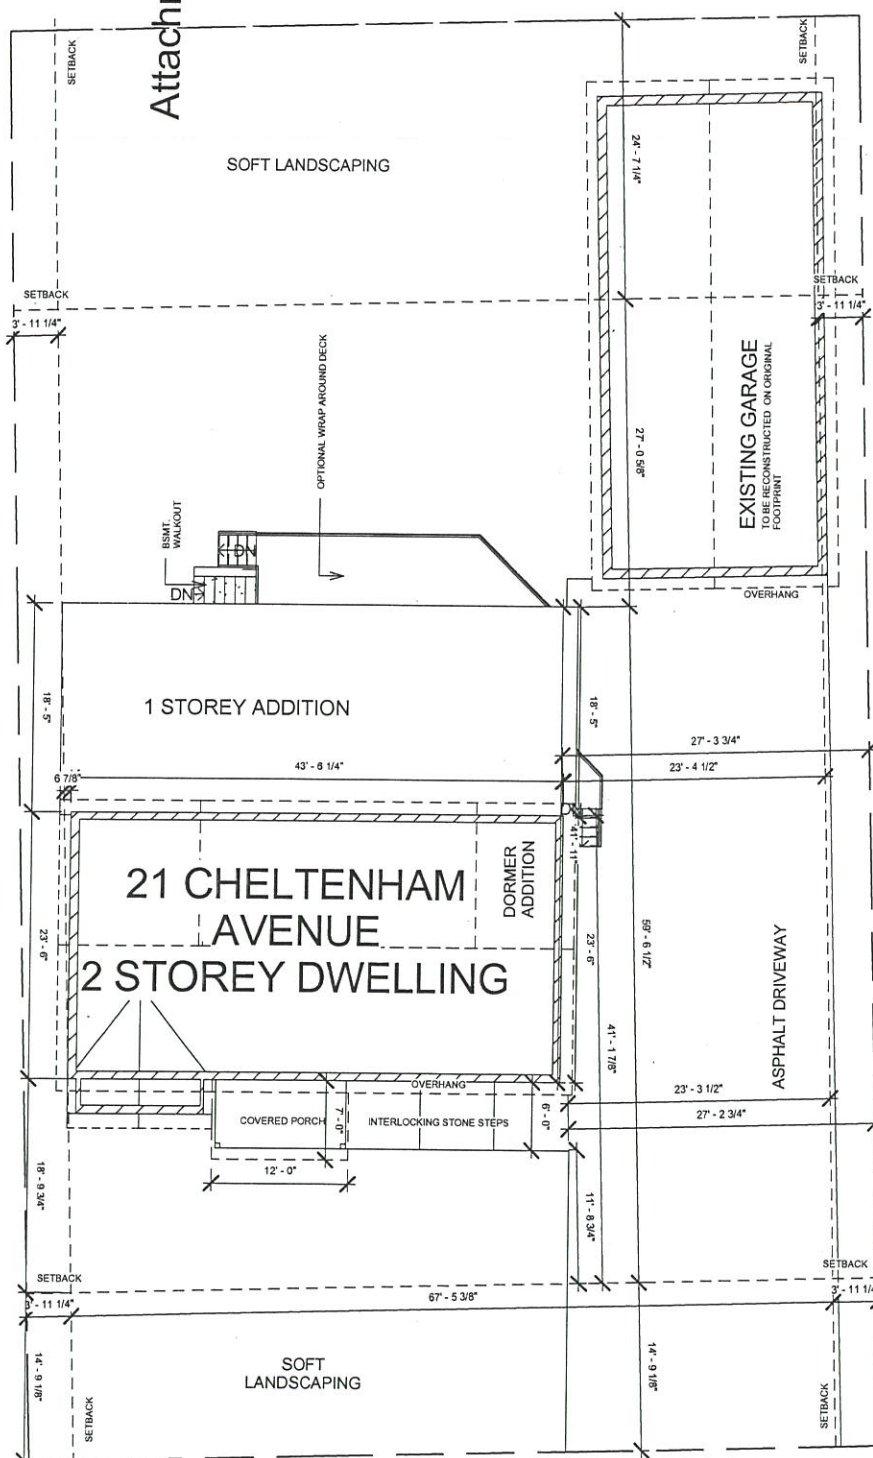 Attach
SETBACK
SETBACK
SOFT LANDSCAPING
24' - 7 1/4"
SETBACK
3' - 11 1/4"
SETBACK
3' - 11 1/4"
OPTIONAL WRAP AROUND DECK
27' - 0 5/8"
EXISTING GARAGE
TO BE RECONSTRUCTED ON ORIGINAL
FOOTPRINT
BSMT.
WALKOUT
DN
DN
OVERHANG
18' - 5"
1 STOREY ADDITION
18' - 5"
27' - 3 3/4"
43' - 6 1/4"
23' - 4 1/2"
6 7/8"
41' - 11"
21 CHELTENHAM
AVENUE
2 STOREY DWELLING
DORMER
ADDITION
23' - 6"
23' - 6"
59' - 6 1/2"
41' - 1 7/8"
ASPHALT DRIVEWAY
OVERHANG
23' - 3 1/2"
27' - 2 3/4"
COVERED PORCH
7' - 0"
INTERLOCKING STONE STEPS
6' - 0"
12' - 0"
18' - 9 3/4"
11' - 8 3/4"
SETBACK
3' - 11 1/4"
67' - 5 3/8"
SETBACK
3' - 11 1/4"
14' - 9 1/8"
SOFT
LANDSCAPING
14' - 9 1/8"
SETBACK
SETBACK